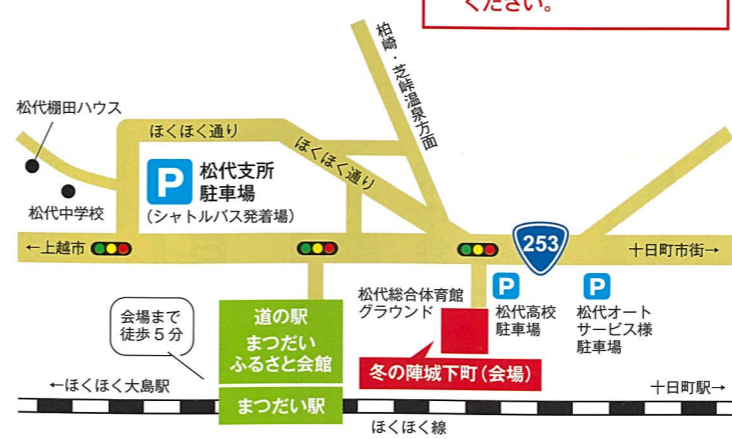 ください。
柏崎・芝峠温泉方面
松代棚田ハウス
ほくほく通り
ほくほく通り
P
松代支所
駐車場
(シャトルバス発着場)
松代中学校
←上越市
253
十日町市街→
会場まで
徒歩5分
道の駅
まつだい
ふるさと会館
松代総合体育館
グラウンド
P
松代高校
駐車場
P
松代オート
サービス様
駐車場
冬の陣城下町(会場)
←ほくほく大島駅
まつだい駅
十日町駅→
ほくほく線